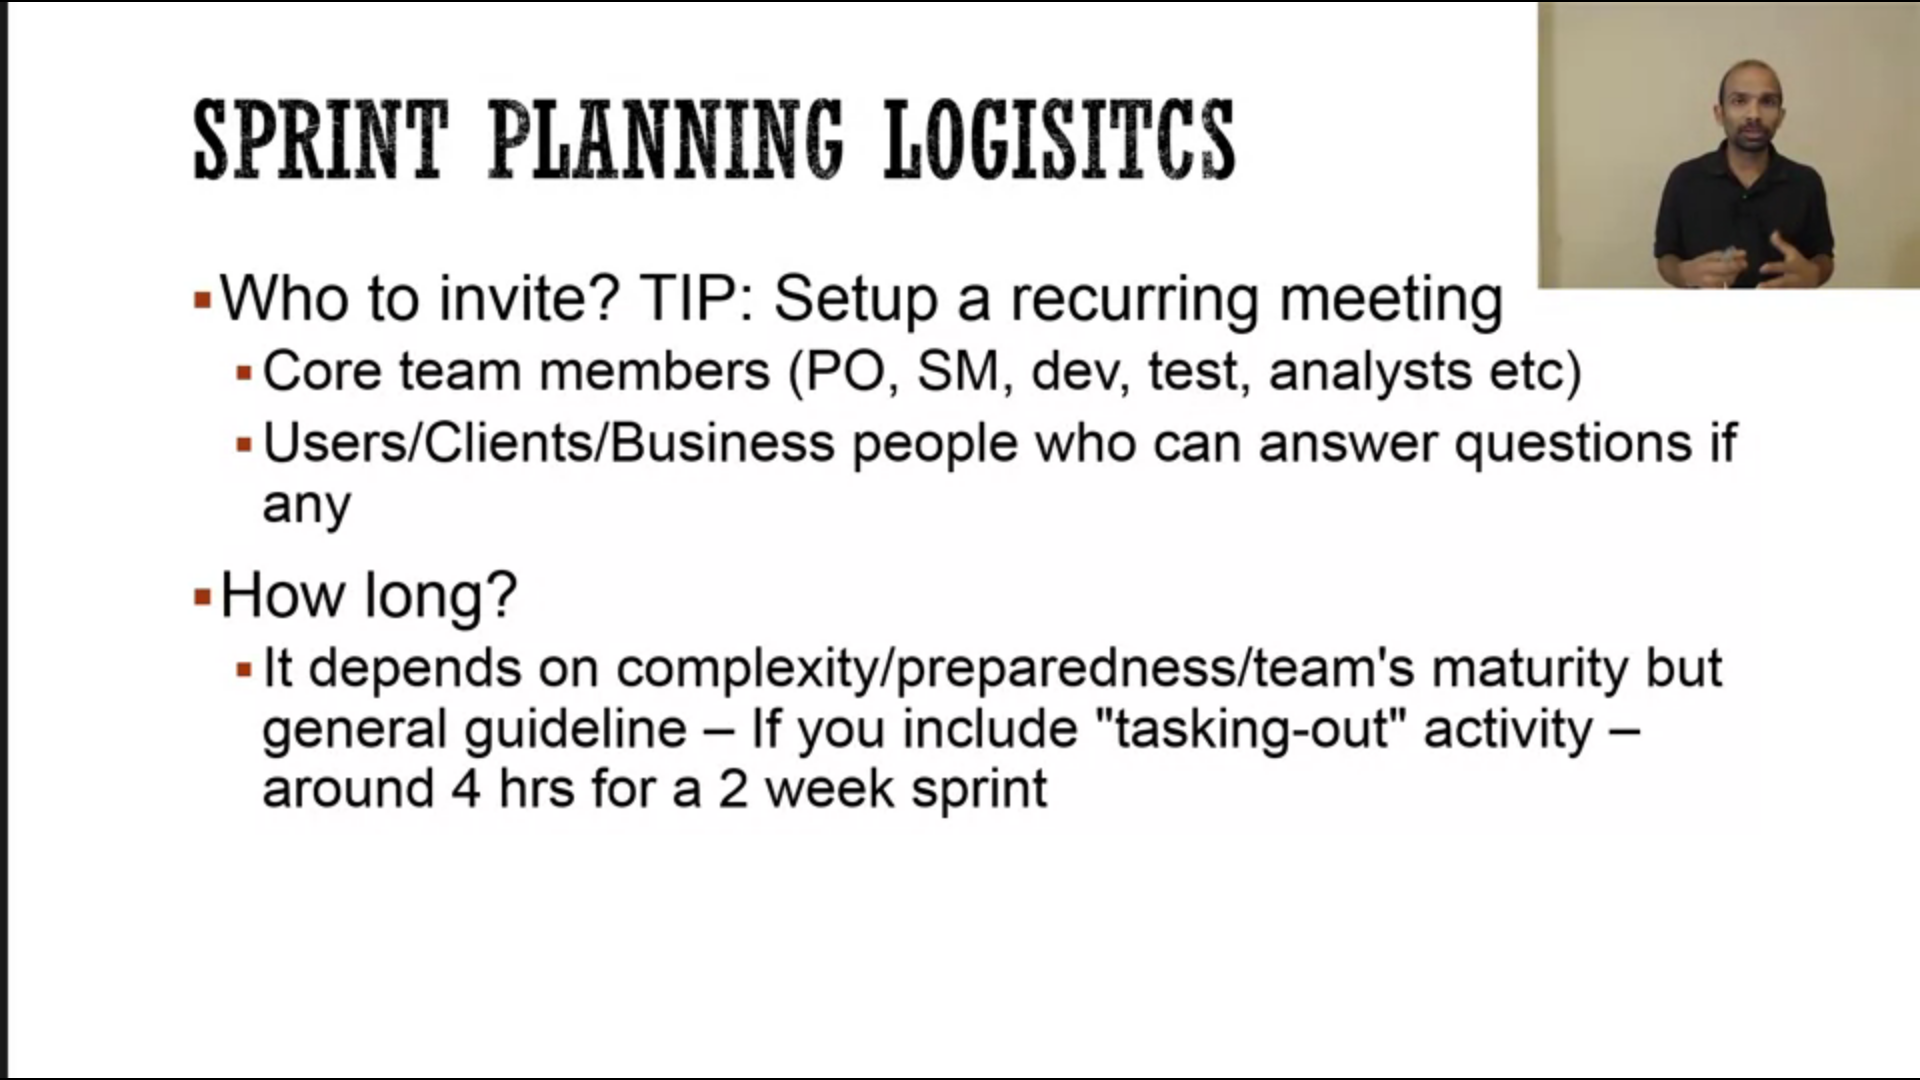 SPRINT PLANNING LOGISITCS
Who to invite? TIP: Setup a recurring meeting
Core team members (PO, SM, dev, test, analysts etc)
Users/Clients/Business people who can answer questions if
any
How long?
It depends on complexity/preparedness/team's maturity but
general guideline – If you include "tasking-out" activity –
around 4 hrs for a 2 week sprint